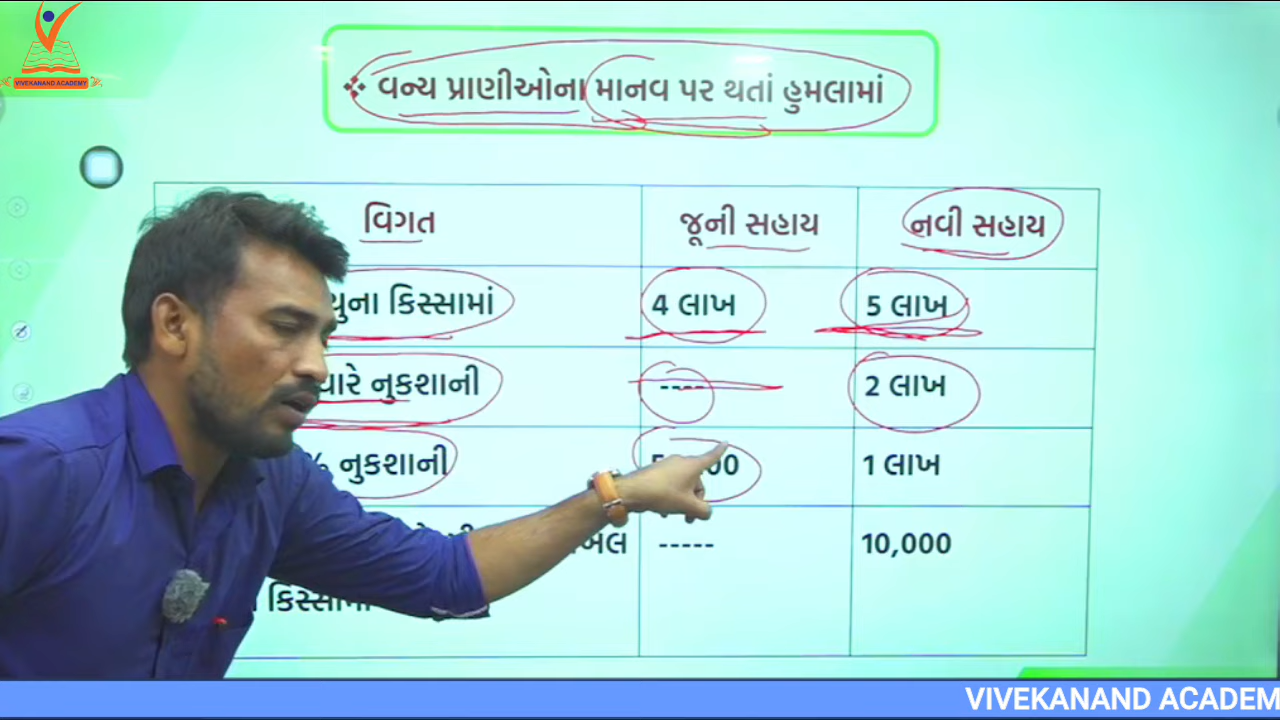 VIVEKANAND ACADEMY
❖ વન્ય પ્રાણીઓના માનવ પર થતાં હુમલામાં
વિગત જૂની સહાય નવી સહાય
કિસ્સામાં 4 લાખ 5 લાખ
નુકશાની ---- 2 લાખ
નુકશાની 1 લાખ
----- 10,000
VIVEKANAND ACADEM